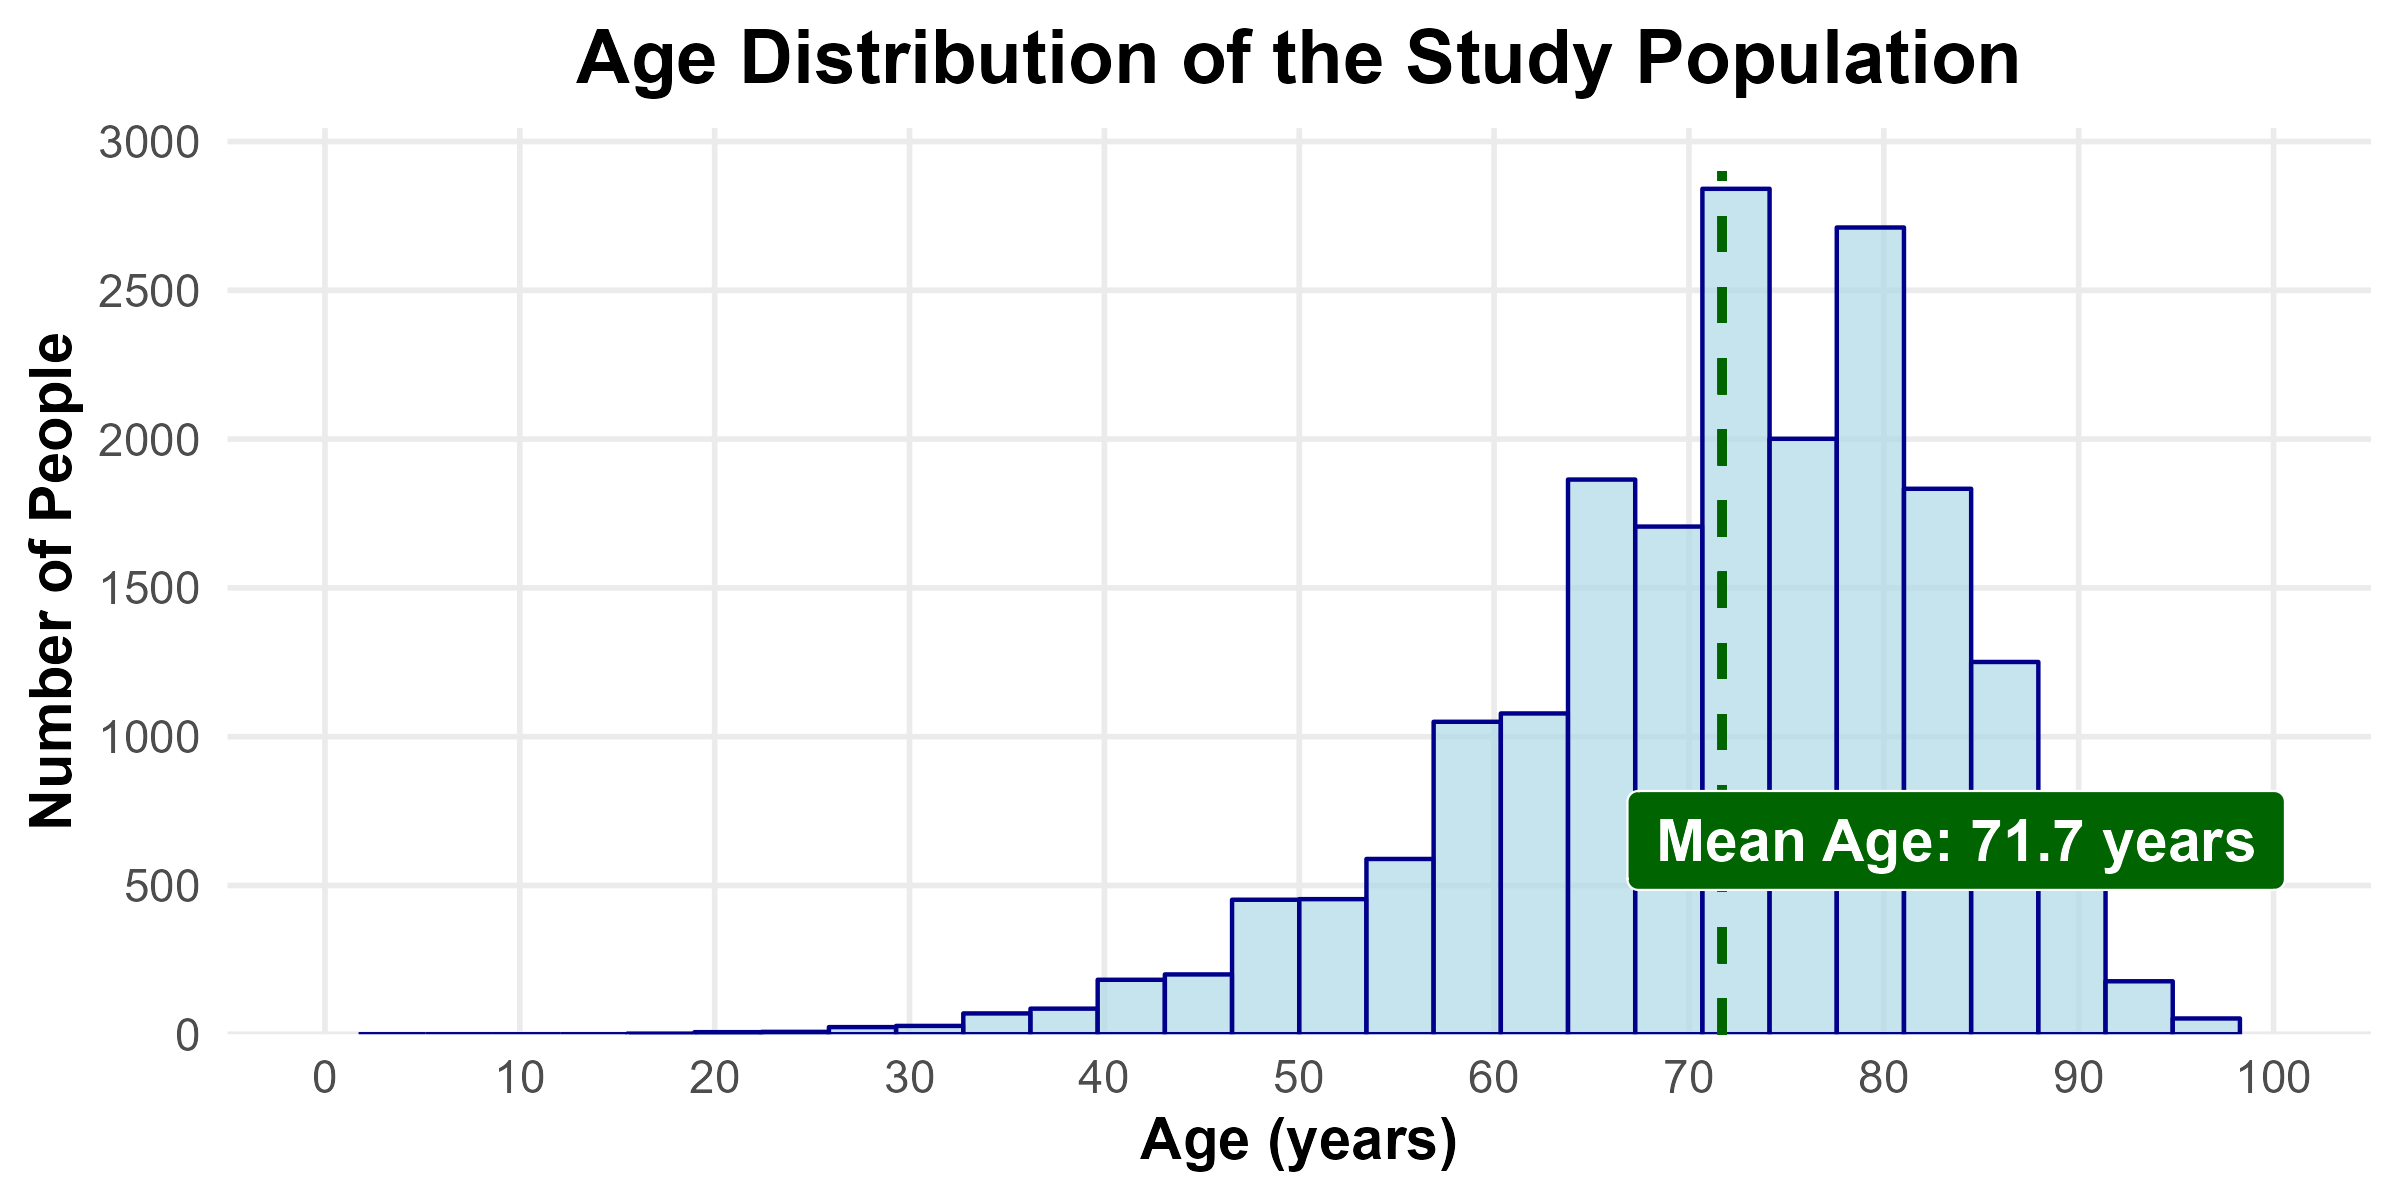 Age Distribution of the Study Population
Number of People
3000
2500
2000
1500
1000
500
0
Mean Age: 71.7 years
0 10 20 30 40 50 60 70 80 90 100
Age (years)